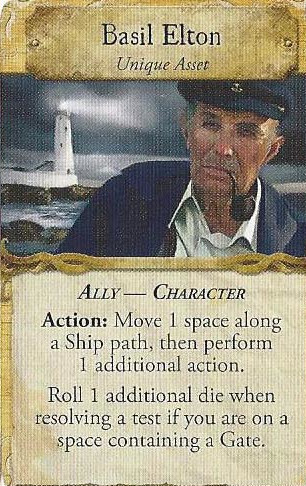 Basil Elton
Unique Asset
Ally — Character
Action: Move 1 space along
a Ship path, then perform
1 additional action.
Roll 1 additional die when
resolving a test if you are on a
space containing a Gate.